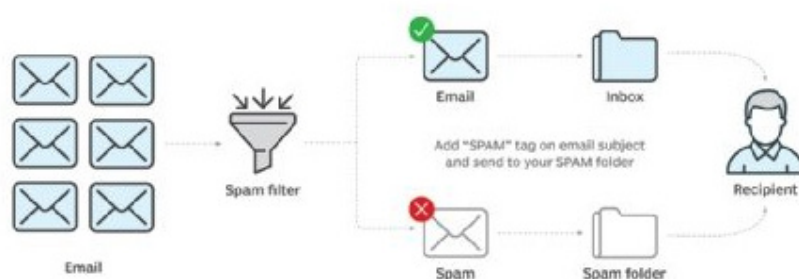 Email
Spam filter
Email
Inbox
Add "SPAM" tag on email subject
and send to your SPAM folder
Spam
Spam folder
Recipient